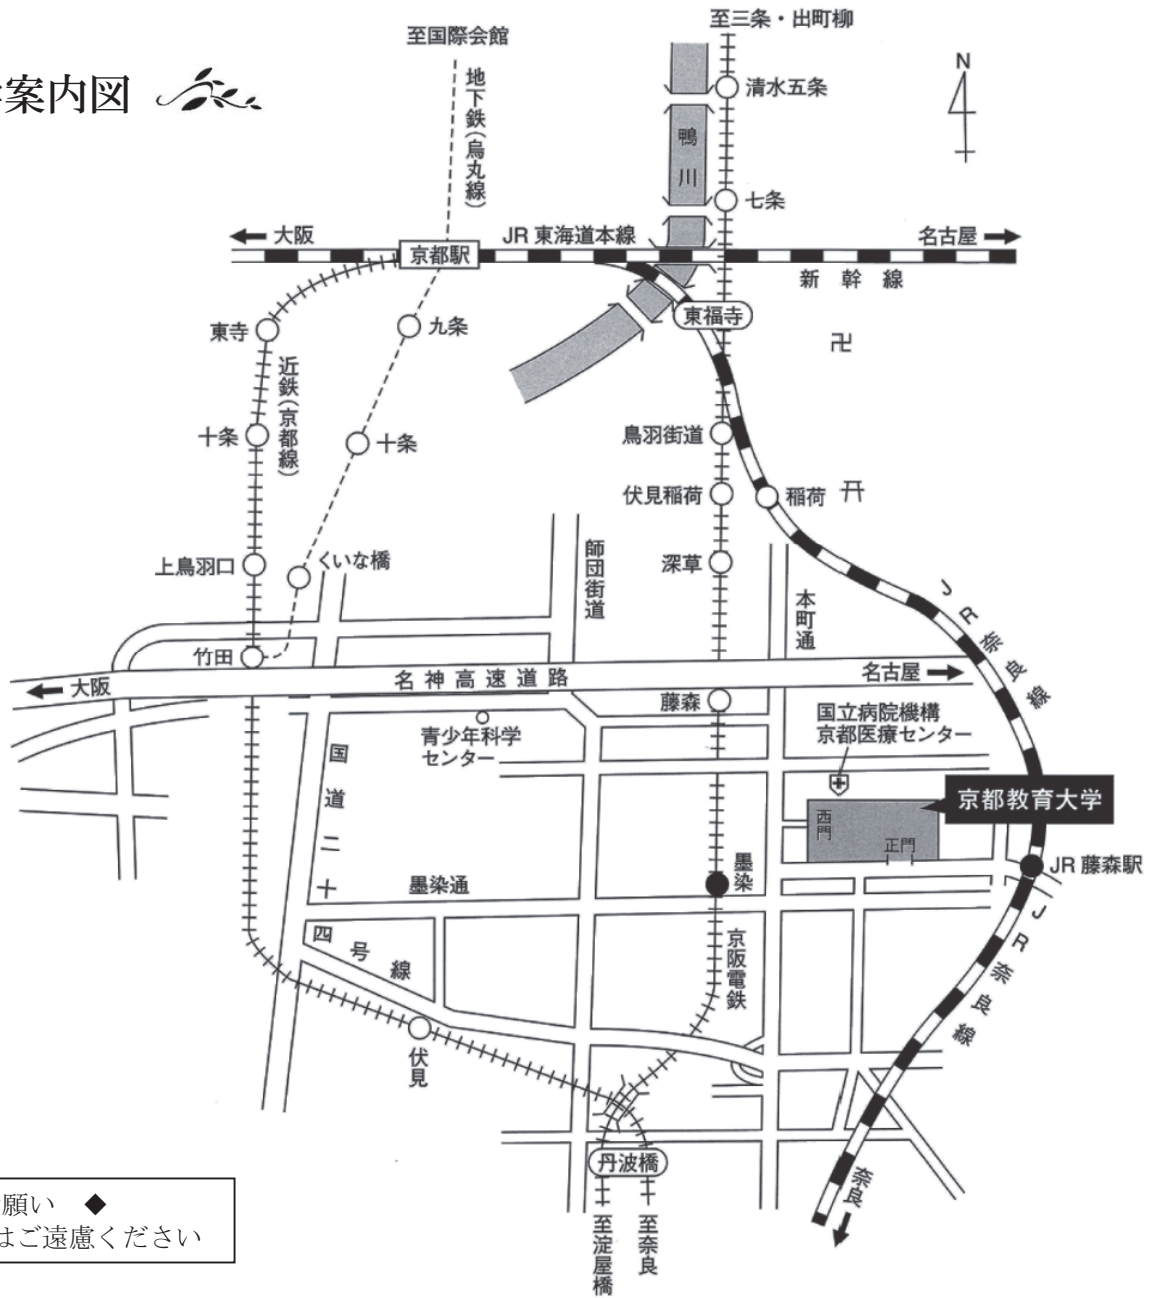 至三条・出町柳
至国際会館
案内図
地下鉄(烏丸線)
清水五条
N
鴨川
七条
大阪
JR 東海道本線
名古屋
京都駅
新幹線
東寺
九条
東福寺
卍
近鉄(京都線)
十条
十条
鳥羽街道
伏見稲荷
稲荷
上鳥羽口
くいな橋
師団街道
深草
本町通
JR奈良線
竹田
名神高速道路
名古屋
大阪
藤森
国立病院機構
京都医療センター
青少年科学
センター
国道二十四号線
京都教育大学
西門
正門
墨染
JR 藤森駅
墨染通
京阪電鉄
JR奈良線
伏見
丹波橋
奈良
願い ◆
はご遠慮ください
至淀屋橋
至奈良